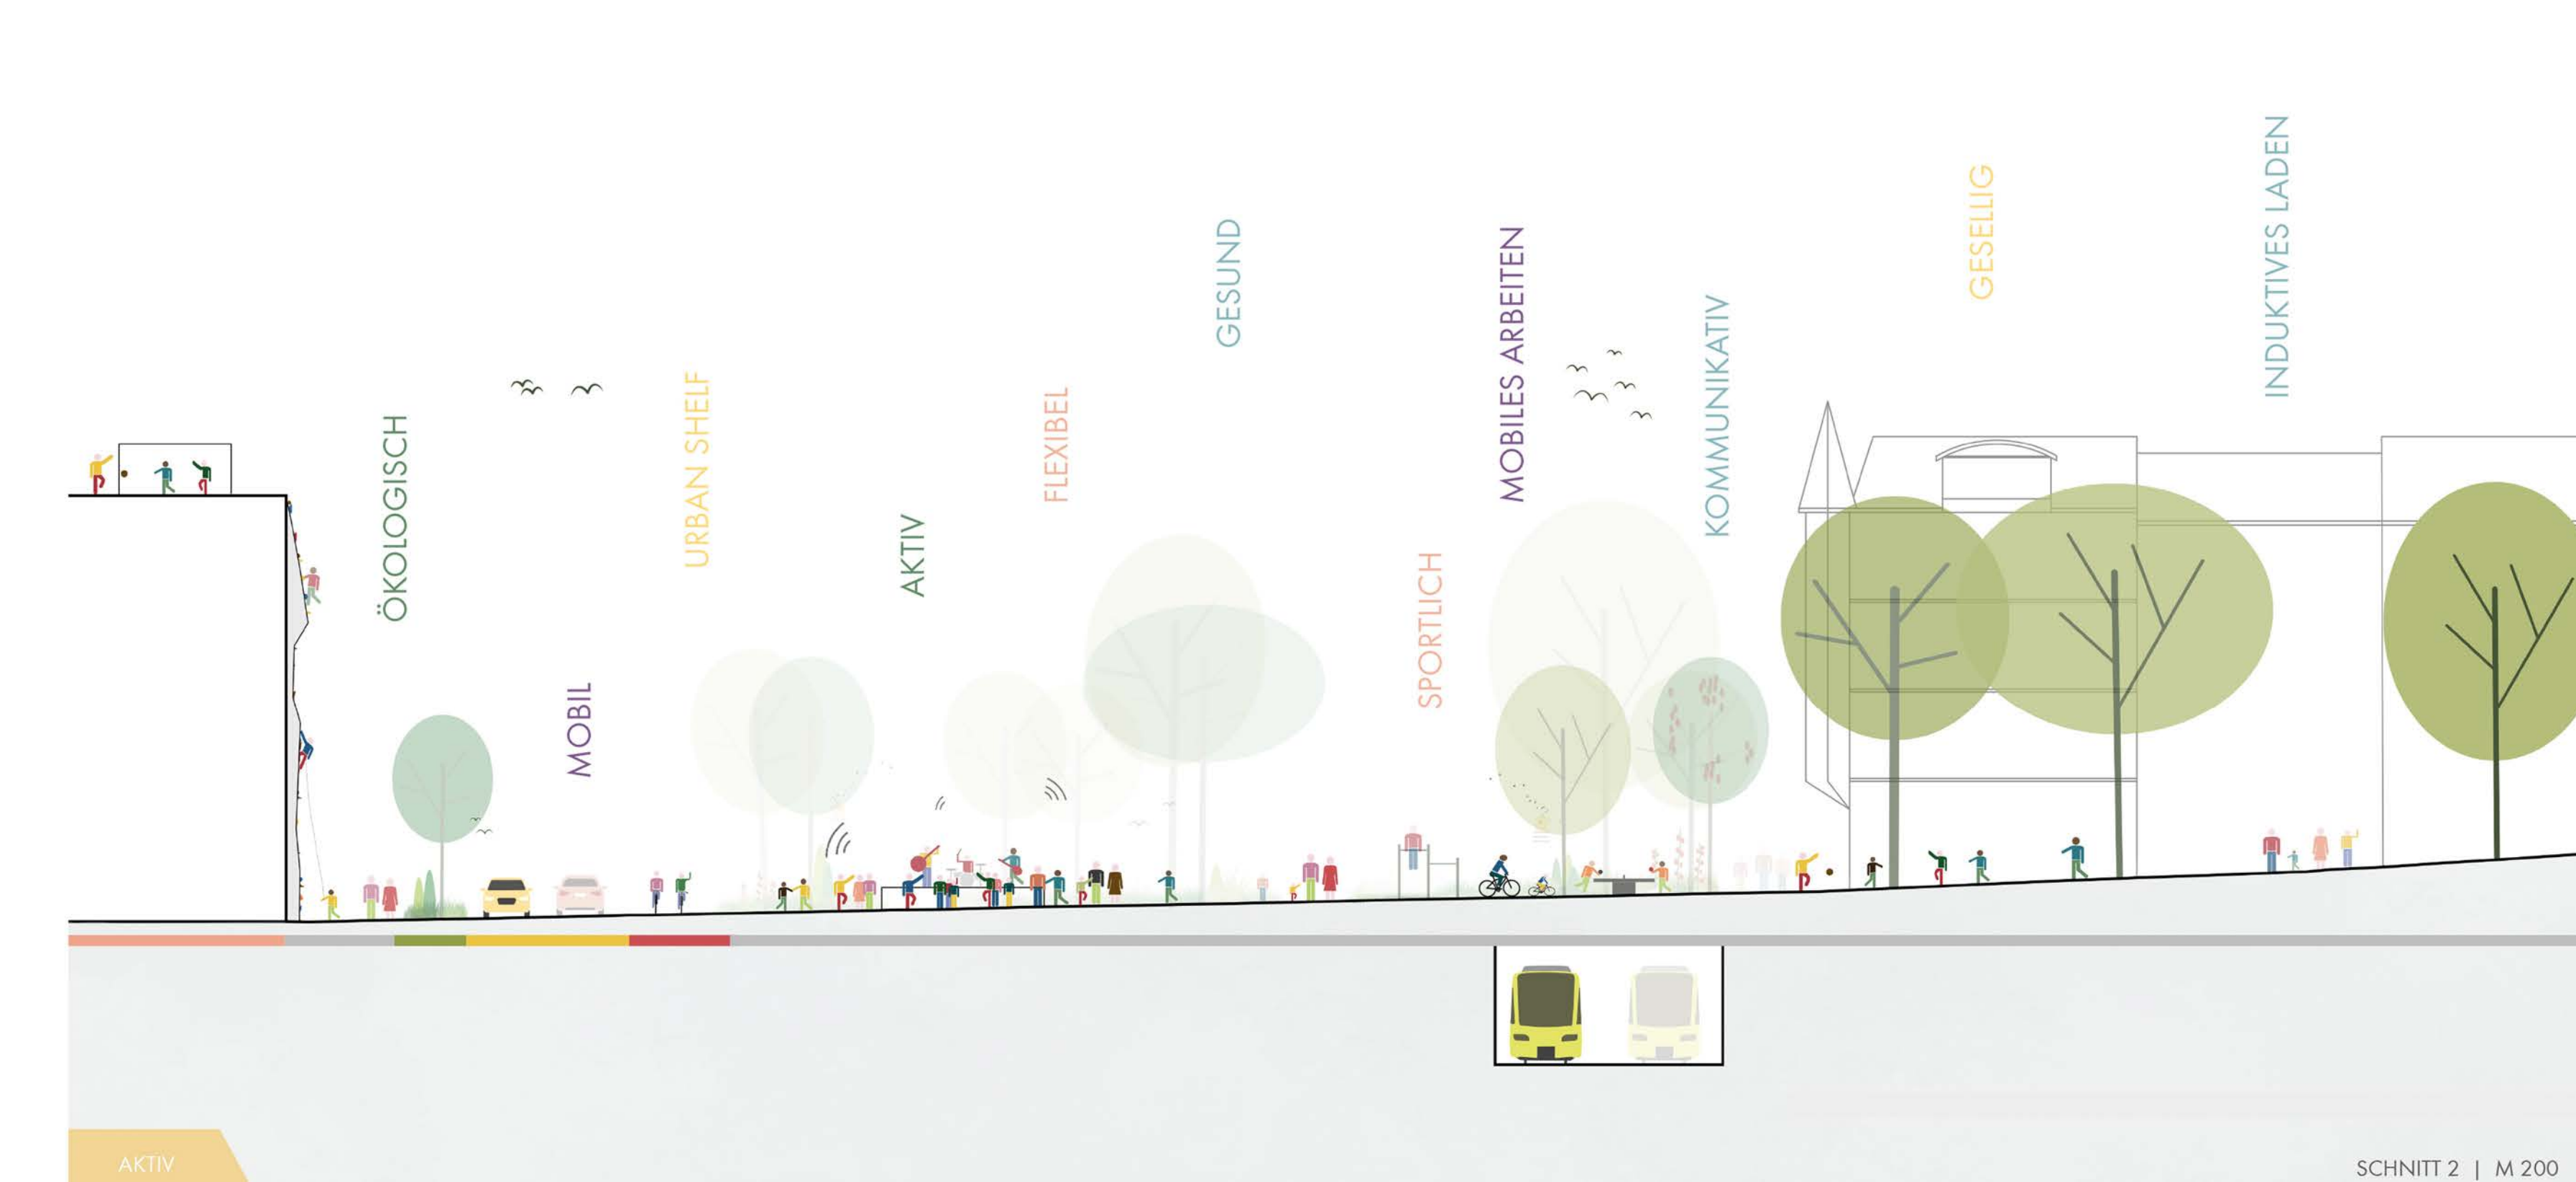 ÖKOLOGISCH
MOBIL
URBAN SHELF
AKTIV
FLEXIBEL
GESUND
SPORTLICH
MOBILES ARBEITEN
KOMMUNIKATIV
GESELLIG
INDUKTIVES LADEN
AKTIV
SCHNITT 2 | M 200